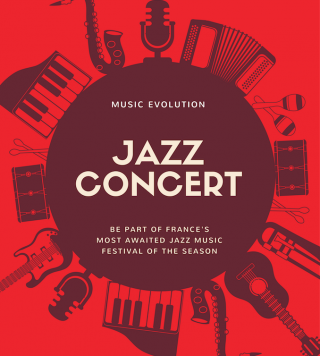 MUSIC EVOLUTION
JAZZ
CONCERT
BE PART OF FRANCE'S
MOST AWAITED JAZZ MUSIC
FESTIVAL OF THE SEASON